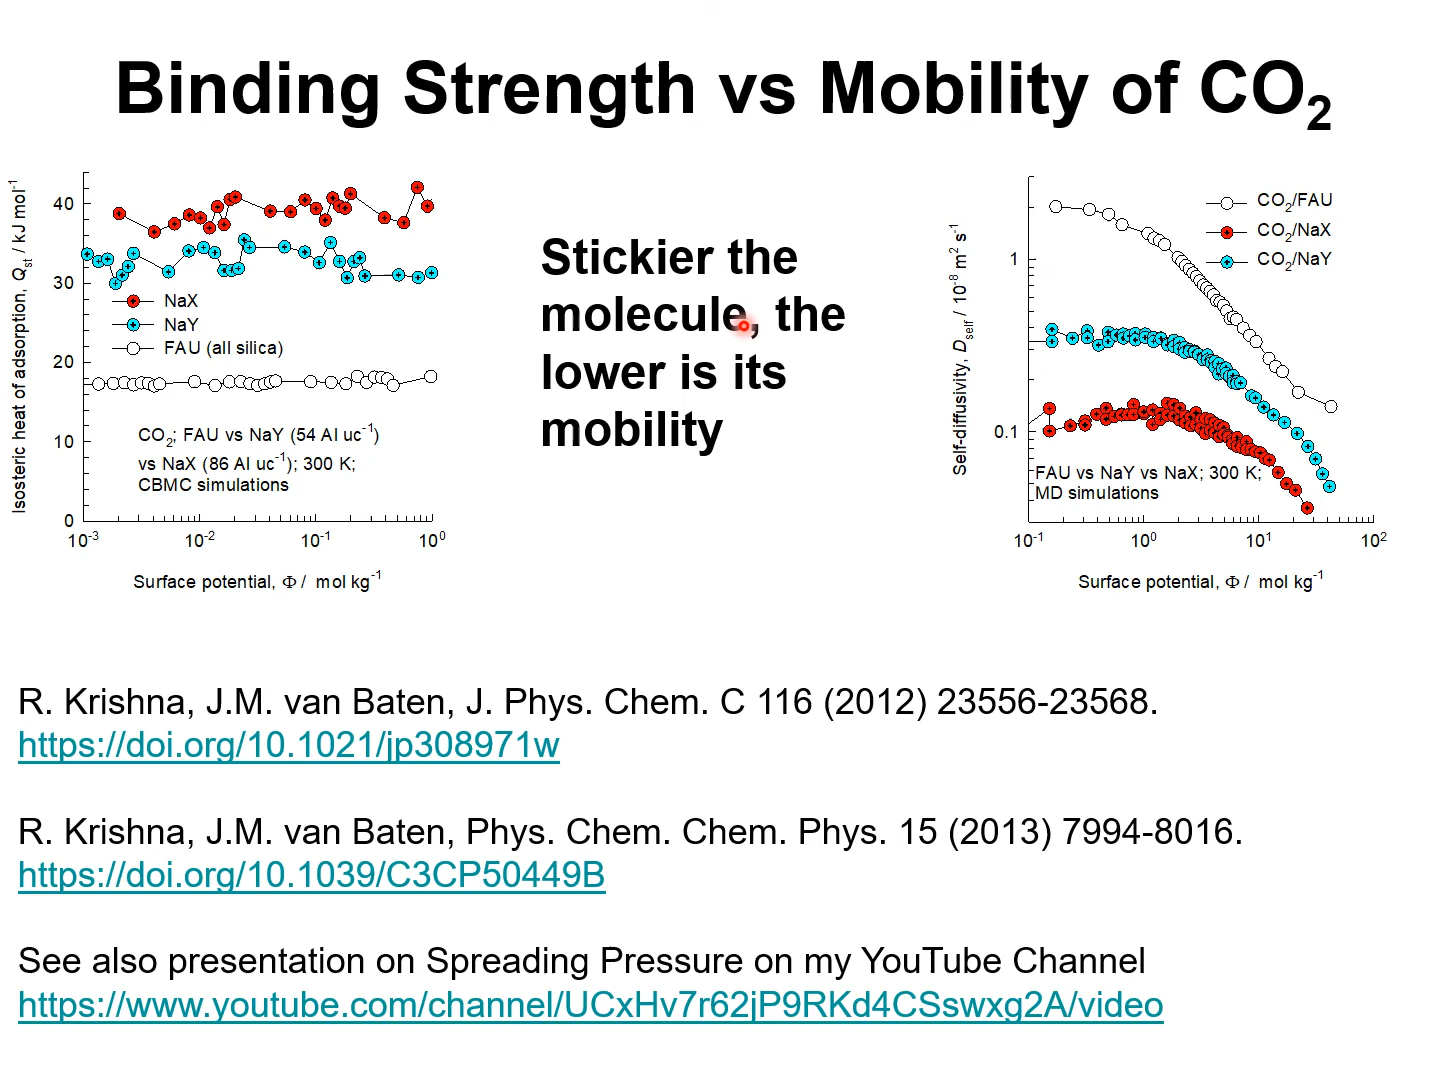 Binding Strength vs Mobility of CO2
Isosteric heat of adsorption, Qst / kJ mol-1
40
30
20
10
0
NaX
NaY
FAU (all silica)
CO2; FAU vs NaY (54 Al uc-1)
vs NaX (86 Al uc-1); 300 K;
CBMC simulations
10-3
10-2
10-1
100
Surface potential, Φ / mol kg-1
Stickier the
molecule, the
lower is its
mobility
Self-diffusivity, Dself / 10-8 m2 s-1
1
0.1
CO2/FAU
CO2/NaX
CO2/NaY
FAU vs NaY vs NaX; 300 K;
MD simulations
10-1
100
101
102
Surface potential, Φ / mol kg-1
R. Krishna, J.M. van Baten, J. Phys. Chem. C 116 (2012) 23556-23568.
https://doi.org/10.1021/jp308971w
R. Krishna, J.M. van Baten, Phys. Chem. Chem. Phys. 15 (2013) 7994-8016.
https://doi.org/10.1039/C3CP50449B
See also presentation on Spreading Pressure on my YouTube Channel
https://www.youtube.com/channel/UCxHv7r62jP9RKd4CSswxg2A/video